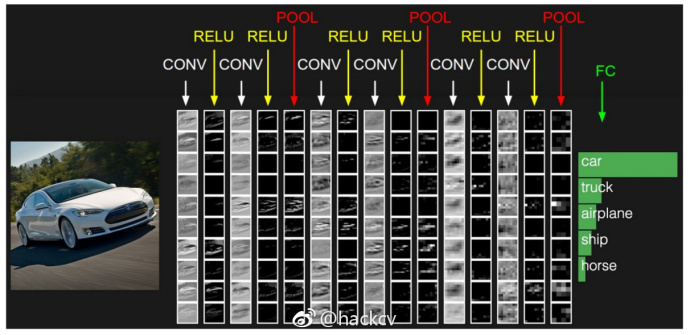 POOL POOL POOL
RELU RELU RELU RELU RELU RELU
CONV CONV CONV CONV CONV CONV
FC
car
truck
airplane
ship
horse
@hackcv